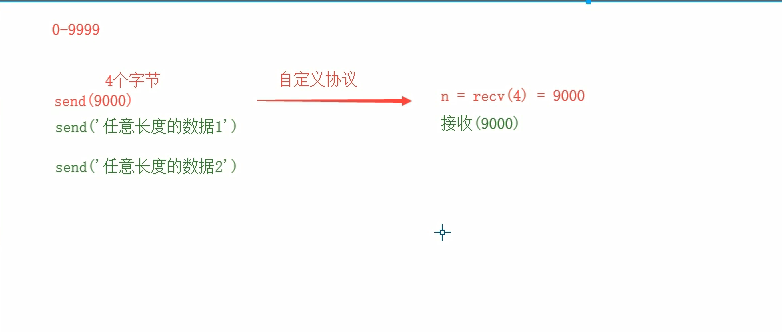 0-9999
4个字节
自定义协议
send(9000)
n = recv(4) = 9000
send('任意长度的数据1')
接收(9000)
send('任意长度的数据2')